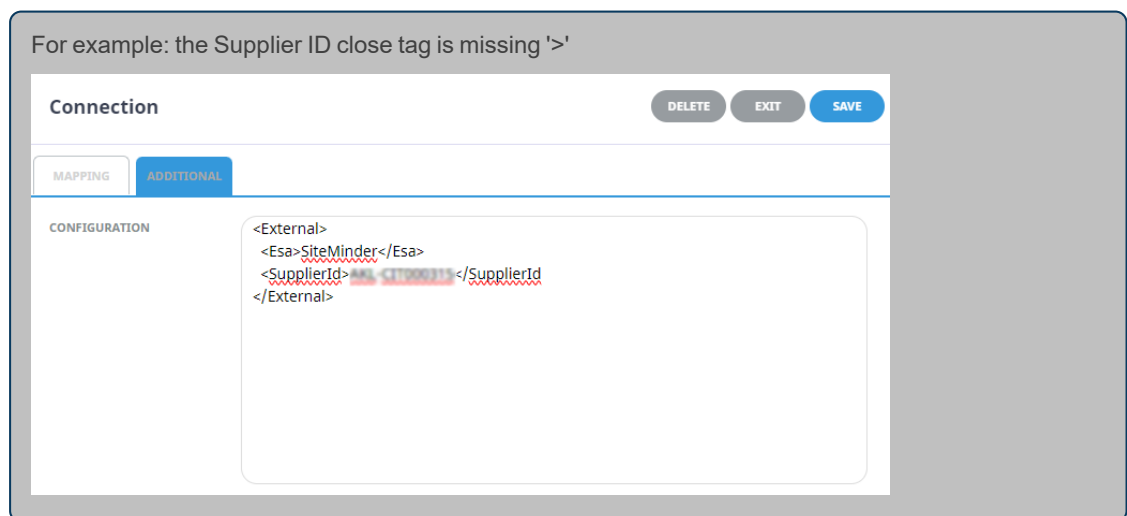 For example: the Supplier ID close tag is missing '>'
Connection
DELETE EXIT SAVE
MAPPING ADDITIONAL
CONFIGURATION
<External>
<Esa>SiteMinder</Esa>
<SupplierId></SupplierId
</External>